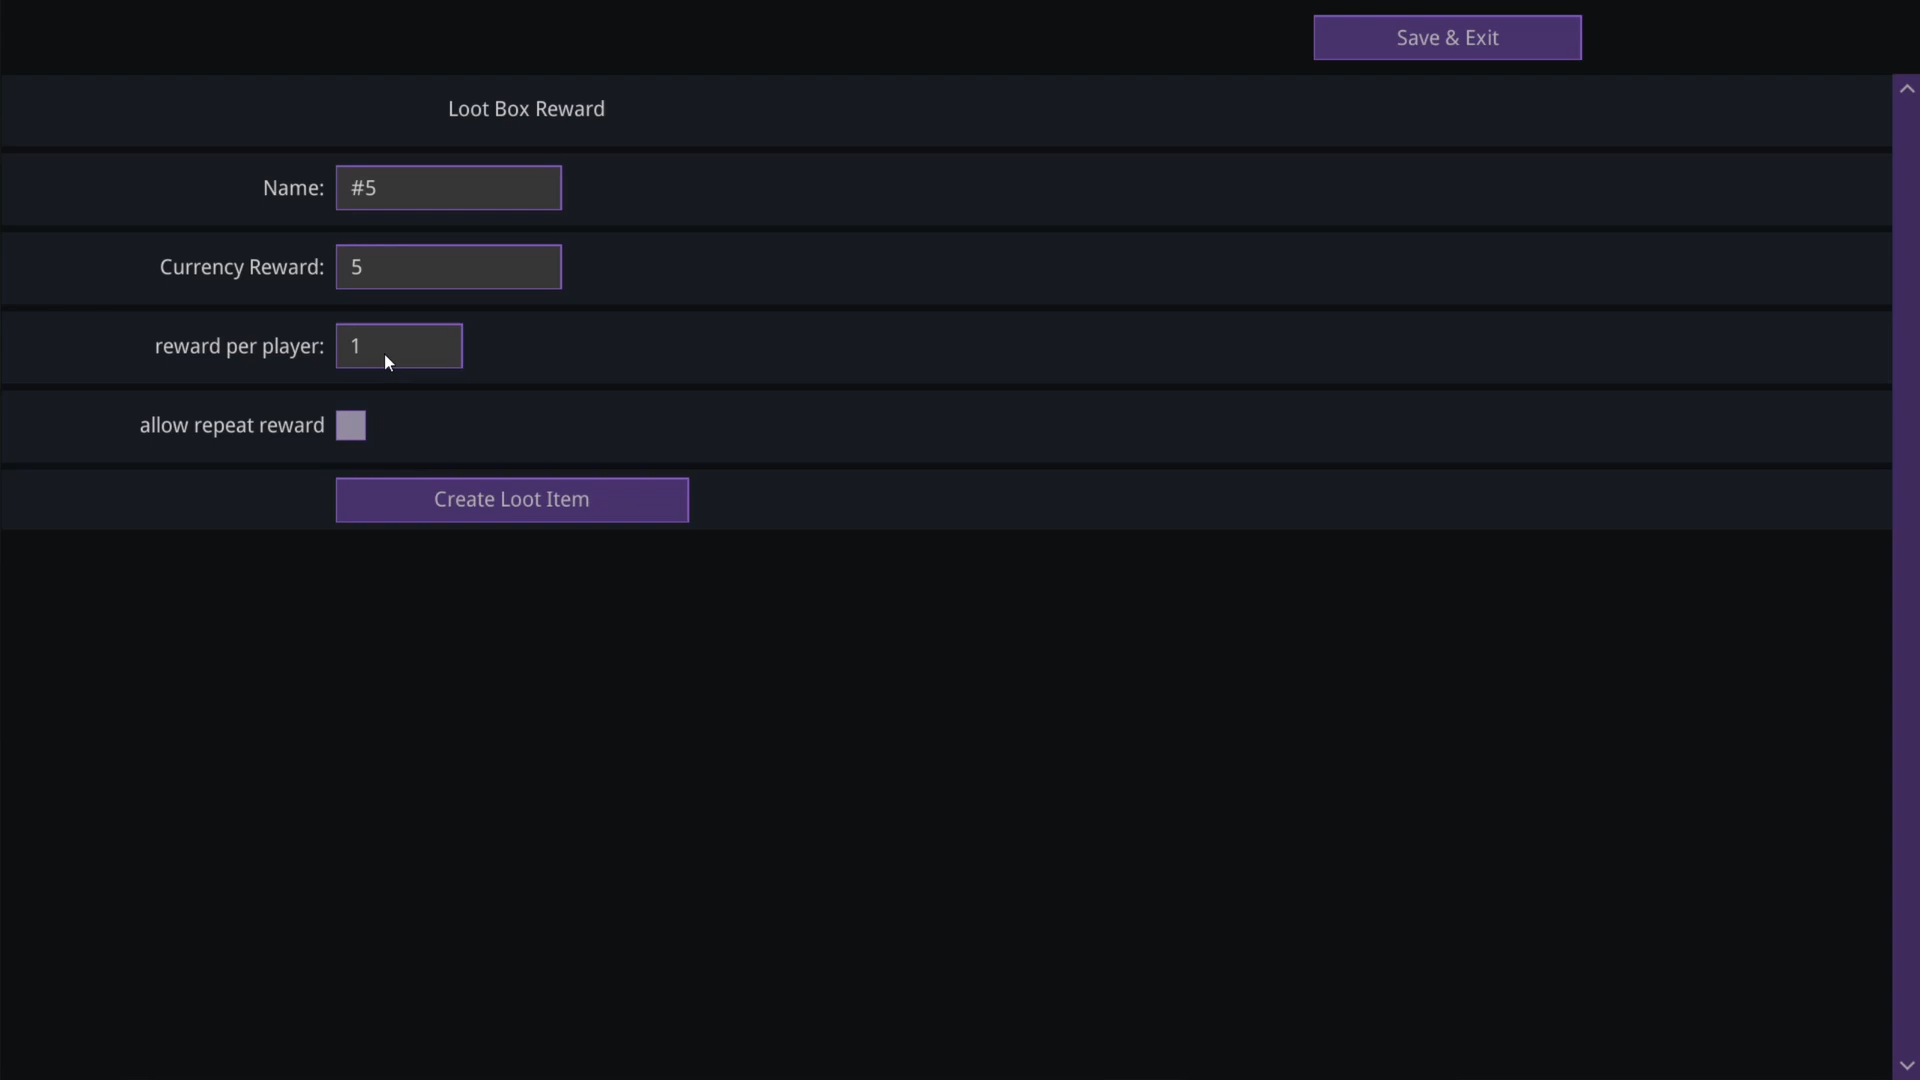 Save & Exit
Loot Box Reward
Name: #5
Currency Reward: 5
reward per player: 1
allow repeat reward
Create Loot Item